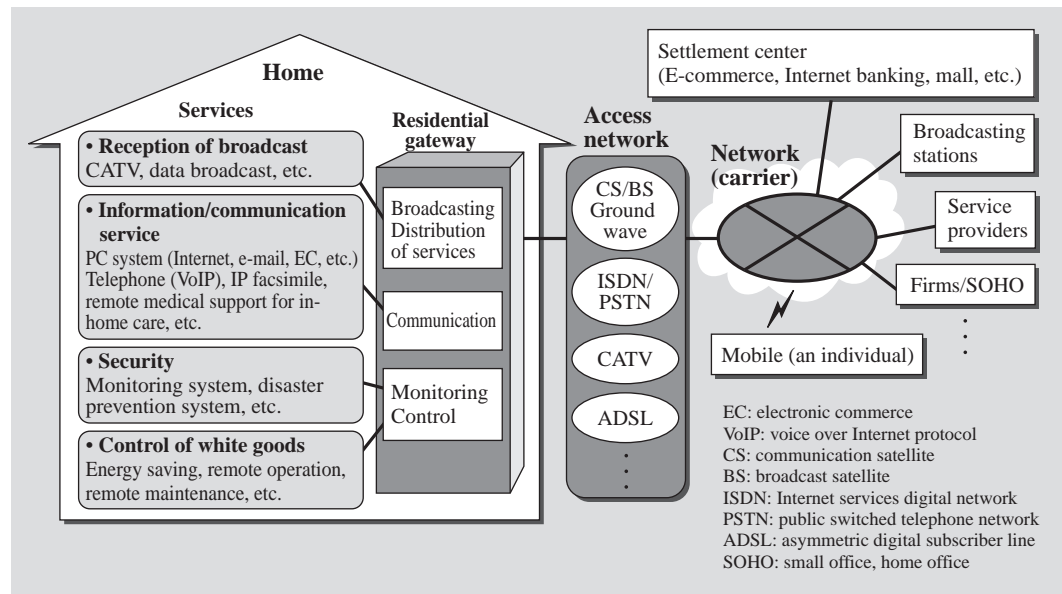 Home
Services
• Reception of broadcast
CATV, data broadcast, etc.
• Information/communication
service
PC system (Internet, e-mail, EC, etc.)
Telephone (VoIP), IP facsimile,
remote medical support for in-
home care, etc.
• Security
Monitoring system, disaster
prevention system, etc.
• Control of white goods
Energy saving, remote operation,
remote maintenance, etc.
Residential
gateway
Broadcasting
Distribution
of services
Communication
Monitoring
Control
Access
network
CS/BS
Ground
wave
ISDN/
PSTN
CATV
ADSL
Network
(carrier)
Settlement center
(E-commerce, Internet banking, mall, etc.)
Broadcasting
stations
Service
providers
Firms/SOHO
Mobile (an individual)
EC: electronic commerce
VoIP: voice over Internet protocol
CS: communication satellite
BS: broadcast satellite
ISDN: Internet services digital network
PSTN: public switched telephone network
ADSL: asymmetric digital subscriber line
SOHO: small office, home office